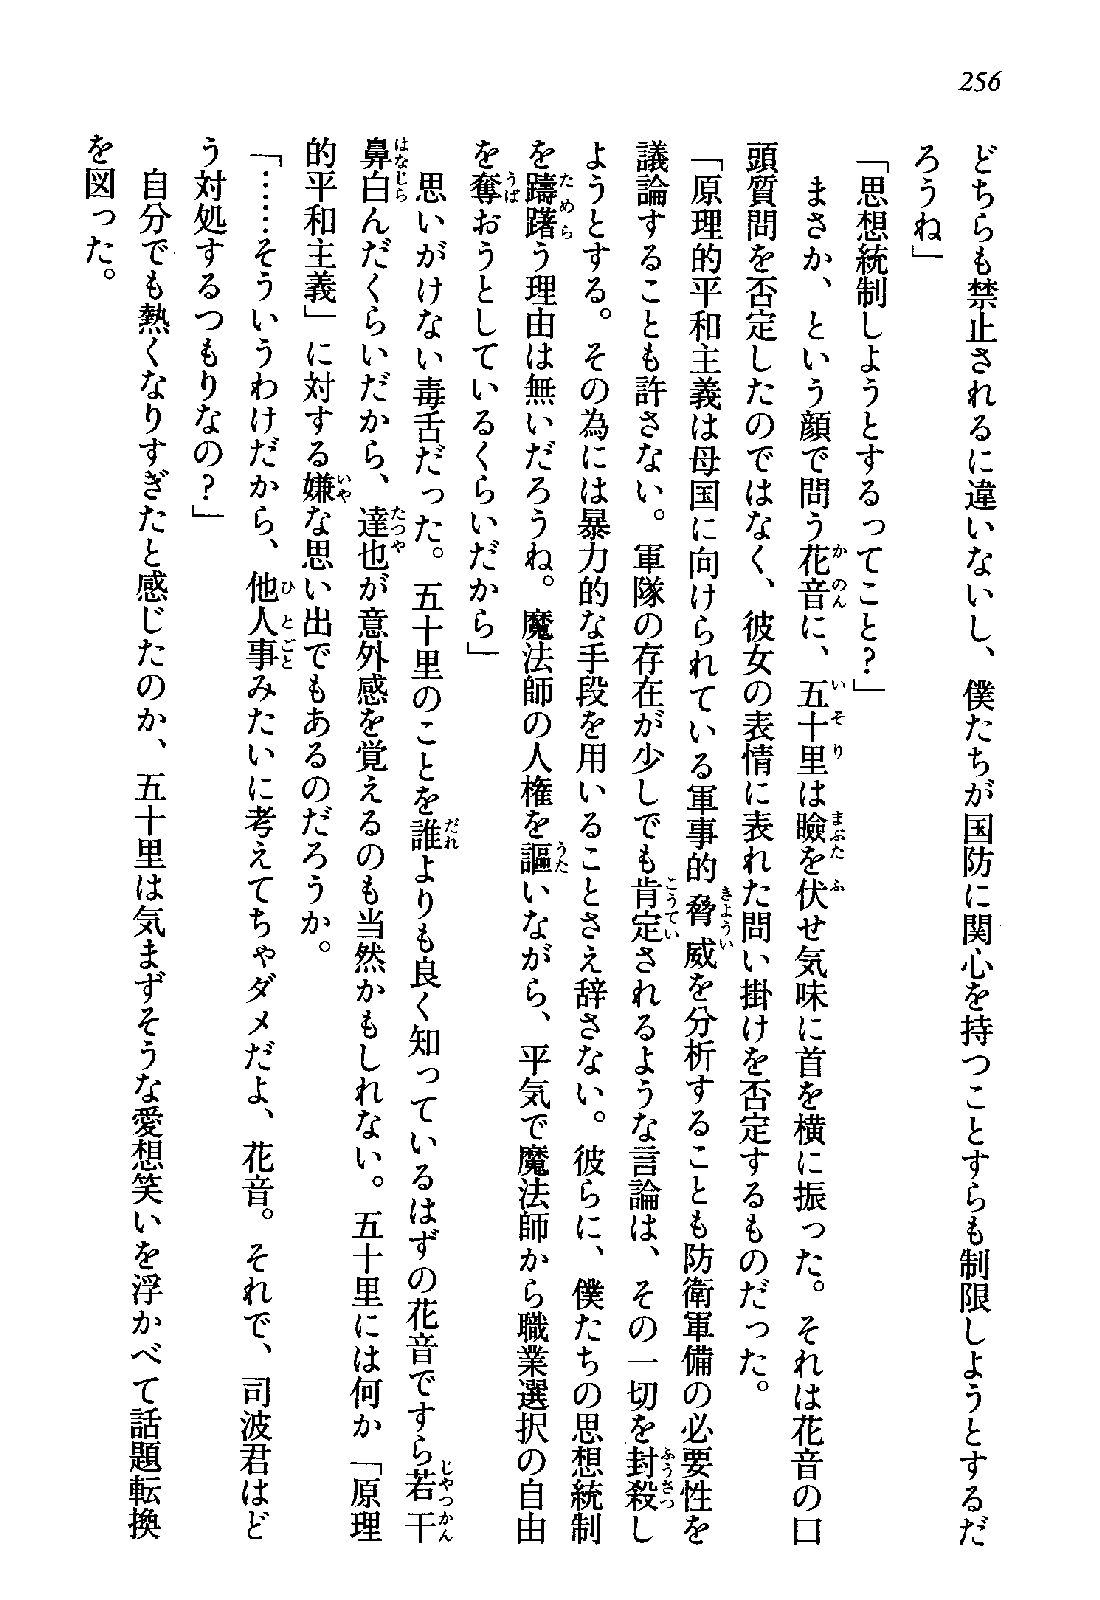 256
どちらも禁止されるに違いないし、僕たちが国防に関心を持つことすらも制限しようとするだ
ろうね」
「思想統制しようとするってこと？」
まさか、という顔で問う花音に、五十里は瞼を伏せ気味に首を横に振った。それは花音の口
頭質問を否定したのではなく、彼女の表情に表れた問い掛けを否定するものだった。
「原理的平和主義は母国に向けられている軍事的脅威を分析することも防衛軍備の必要性を
議論することも許さない。軍隊の存在が少しでも肯定されるような言論は、その一切を封殺し
ようとする。その為には暴力的な手段を用いることさえ辞さない。彼らに、僕たちの思想統制
を躊躇う理由は無いだろうね。魔法師の人権を謳いながら、平気で魔法師から職業選択の自由
を奪おうとしているくらいだから」
思いがけない毒舌だった。五十里のことを誰よりも良く知っているはずの花音ですら若干
鼻白んだくらいだから、達也が意外感を覚えるのも当然かもしれない。五十里には何か「原理
的平和主義」に対する嫌な思い出でもあるのだろうか。
「……そういうわけだから、他人事みたいに考えてちゃダメだよ、花音。それで、司波君はど
う対処するつもりなの？」
自分でも熱くなりすぎたと感じたのか、五十里は気まずそうな愛想笑いを浮かべて話題転換
を図った。